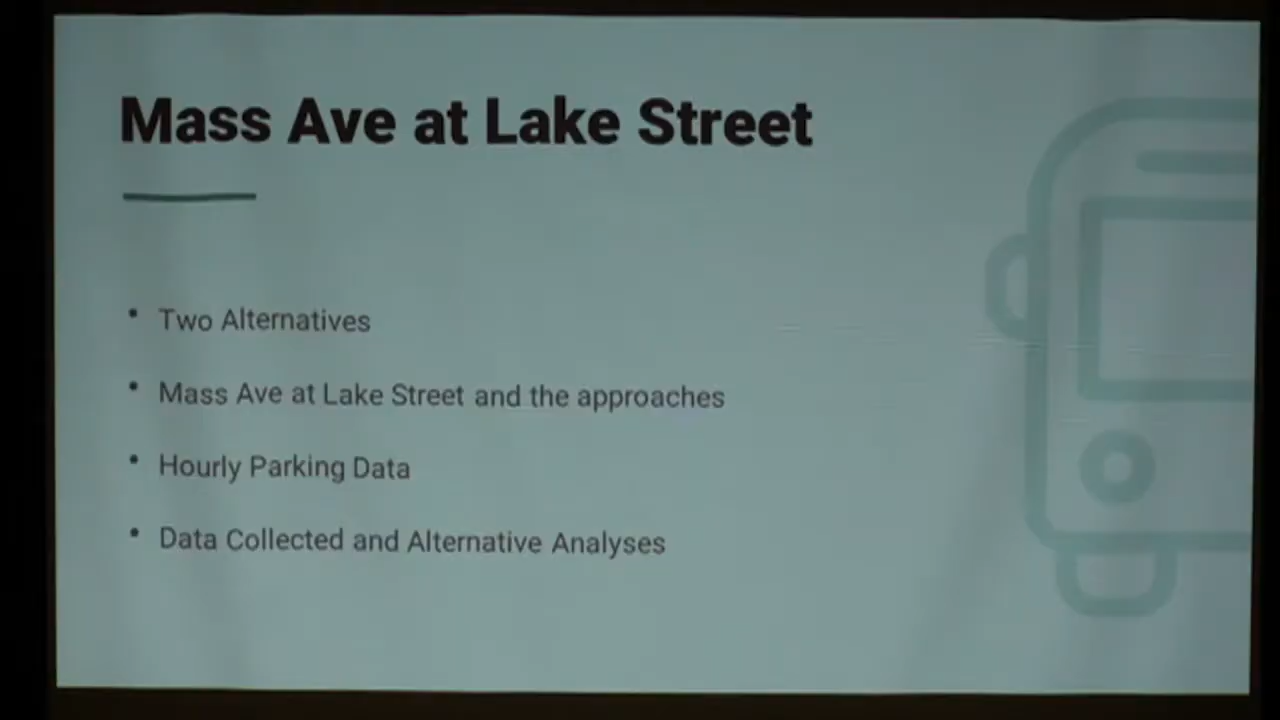 Mass Ave at Lake Street
• Two Alternatives
• Mass Ave at Lake Street and the approaches
• Hourly Parking Data
• Data Collected and Alternative Analyses